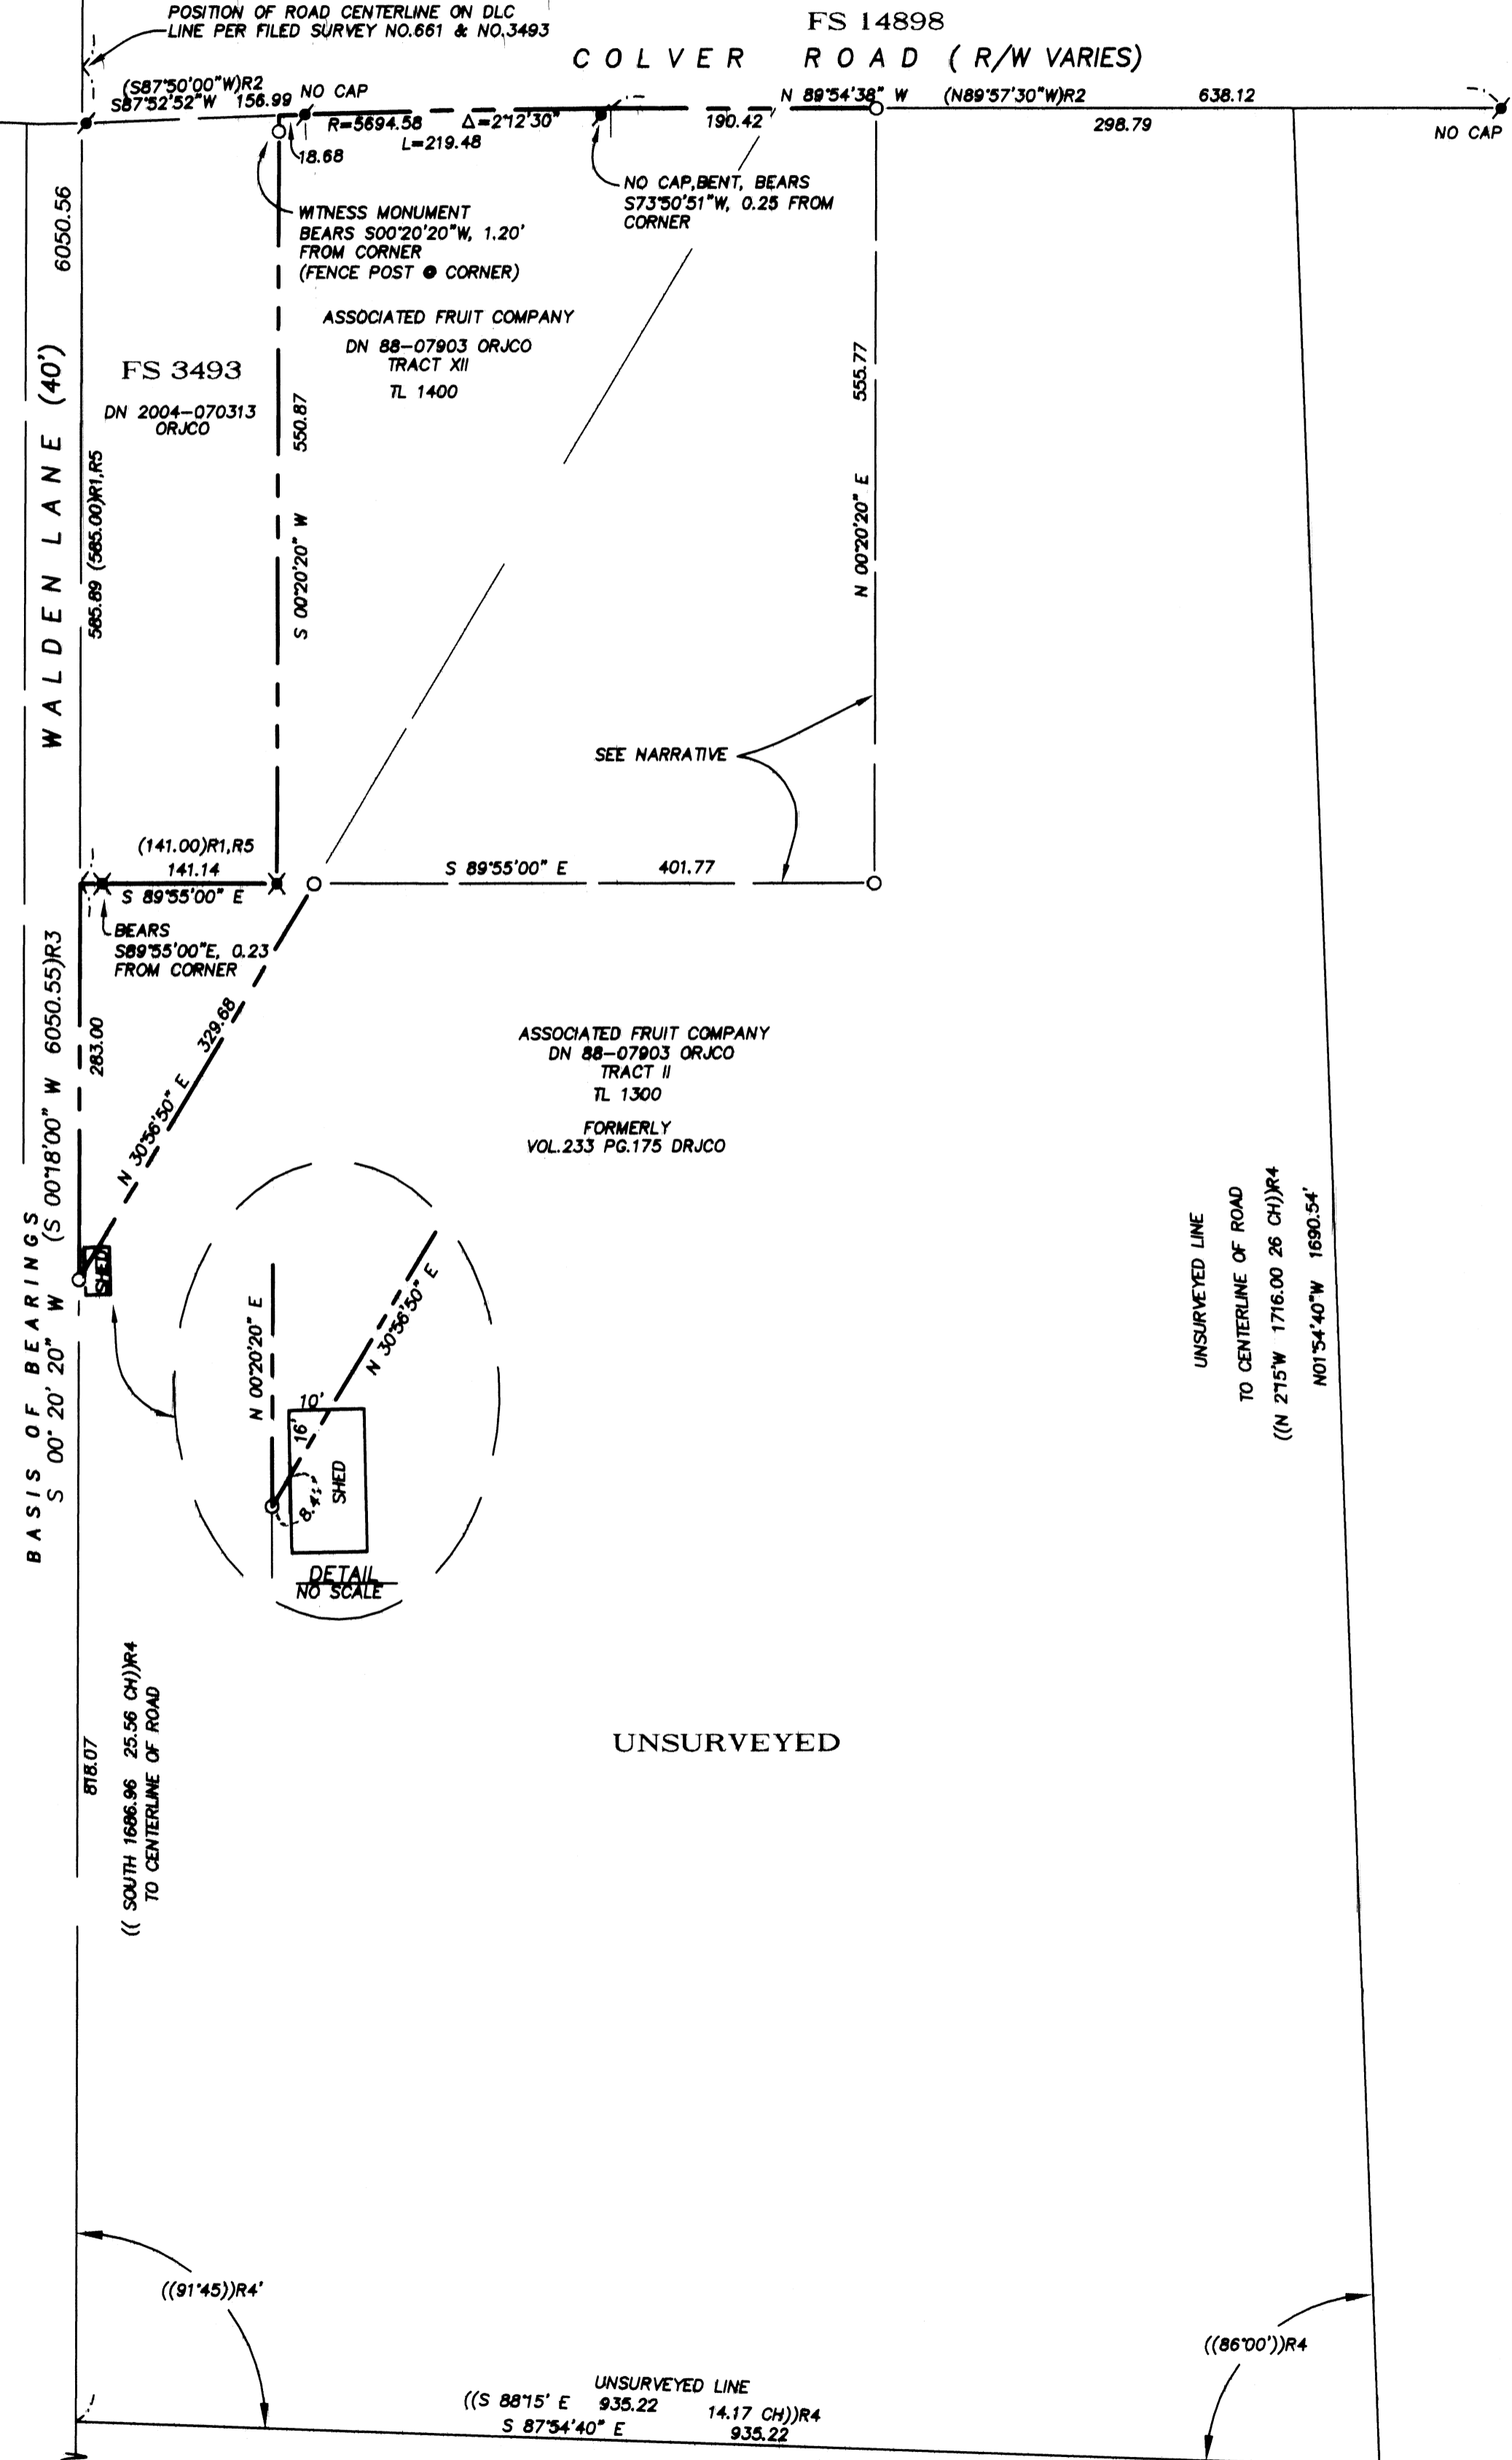 POSITION OF ROAD CENTERLINE ON DLC
LINE PER FILED SURVEY NO.661 & NO.3493
FS 14898
COLVER ROAD (R/W VARIES)
(S87°50'00"W)R2
S87°52'52"W 156.99
NO CAP
R=5694.58 Δ=2°12'30"
L=219.48
18.68
190.42
N 89°54'38" W (N89°57'30"W)R2 638.12
298.79
NO CAP
NO CAP,BENT, BEARS
S73°50'51"W, 0.25 FROM
CORNER
WITNESS MONUMENT
BEARS S00°20'20"W, 1.20'
FROM CORNER
(FENCE POST @ CORNER)
ASSOCIATED FRUIT COMPANY
DN 88-07903 ORJCO
TRACT XII
TL 1400
FS 3493
DN 2004-070313
ORJCO
6050.56
WALDEN LANE (40')
585.89 (585.00)R1,R5
S 00°20'20" W 550.87
N 00°20'20" E 555.77
SEE NARRATIVE
(141.00)R1,R5
141.14
S 89°55'00" E
S 89°55'00" E 401.77
BEARS
S89°55'00"E, 0.23
FROM CORNER
283.00
N 30°56'50" E 329.68
(S 00°18'00" W 6050.55)R3
BASIS OF BEARINGS
S 00° 20' 20" W
SHED
ASSOCIATED FRUIT COMPANY
DN 88-07903 ORJCO
TRACT II
TL 1300
FORMERLY
VOL.233 PG.175 DRJCO
N 00°20'20" E
N 30°56'50" E
10'
16'
8.4'±
SHED
DETAIL
NO SCALE
UNSURVEYED LINE
TO CENTERLINE OF ROAD
((N 2°15'W 1716.00 26 CH))R4
N01°54'40"W 1690.54'
818.07
(( SOUTH 1686.96 25.56 CH))R4
TO CENTERLINE OF ROAD
UNSURVEYED
((91°45))R4'
((86°00'))R4
UNSURVEYED LINE
((S 88°15' E 935.22 14.17 CH))R4
S 87°54'40" E 935.22